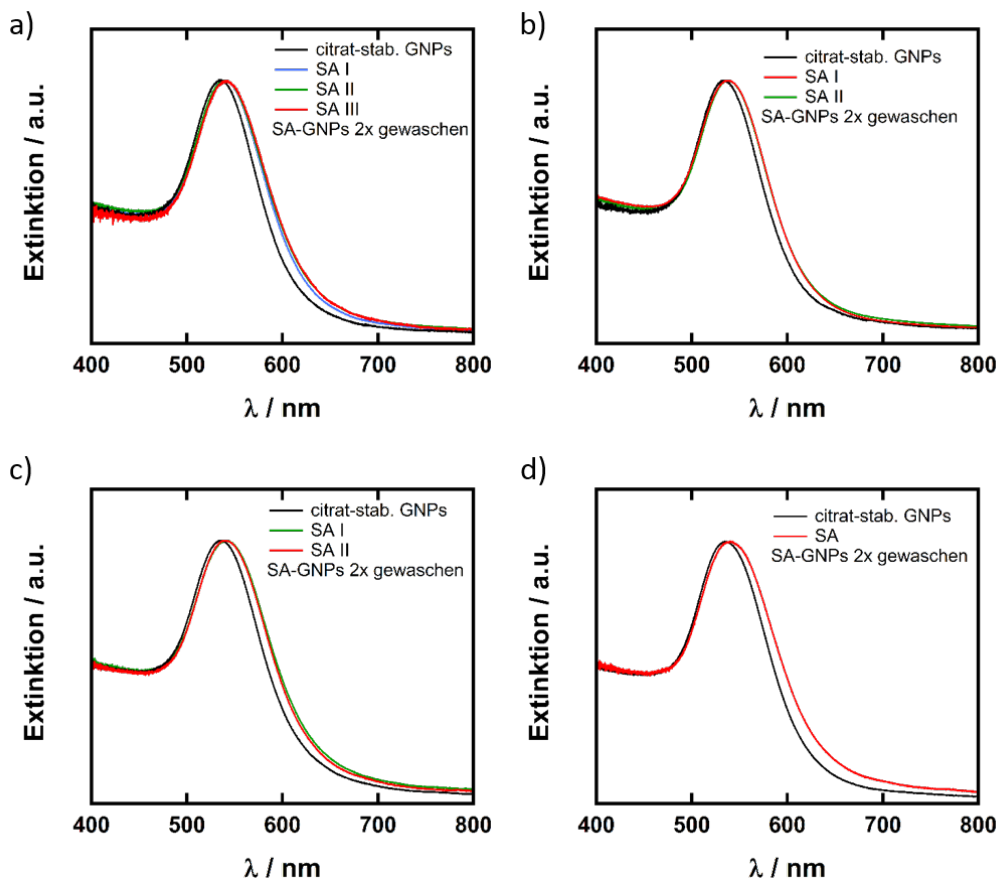 a)
citrat-stab. GNPs
SA I
SA II
SA III
SA-GNPs 2x gewaschen
Extinktion / a.u.
400 500 600 700 800
λ / nm
b)
citrat-stab. GNPs
SA I
SA II
SA-GNPs 2x gewaschen
Extinktion / a.u.
400 500 600 700 800
λ / nm
c)
citrat-stab. GNPs
SA I
SA II
SA-GNPs 2x gewaschen
Extinktion / a.u.
400 500 600 700 800
λ / nm
d)
citrat-stab. GNPs
SA
SA-GNPs 2x gewaschen
Extinktion / a.u.
400 500 600 700 800
λ / nm